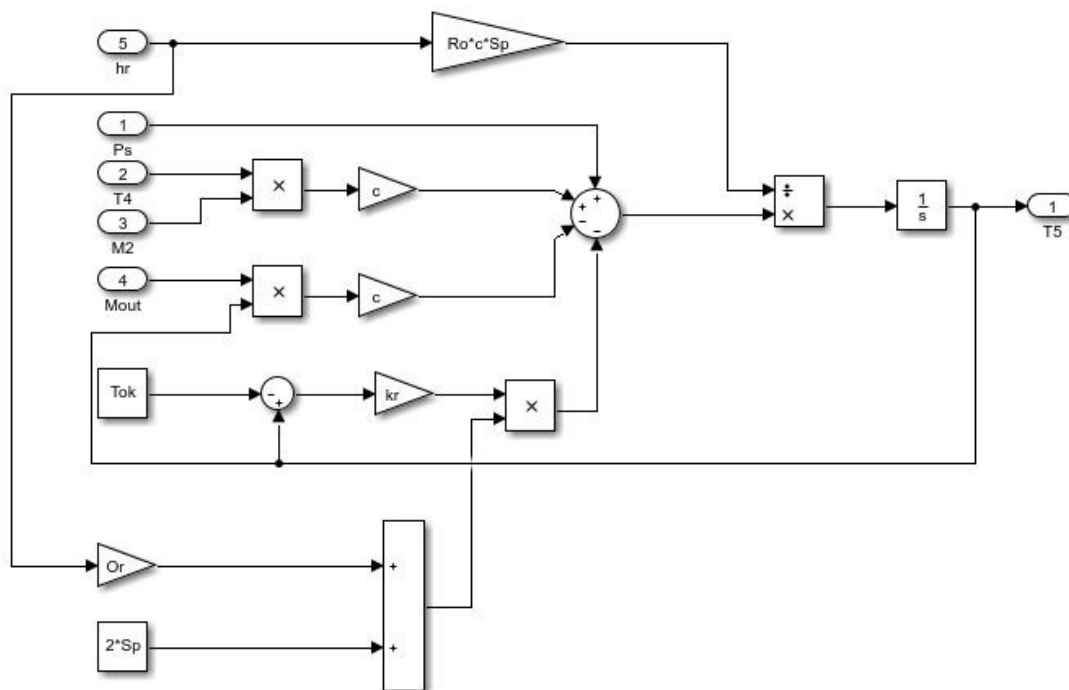 5
hr
Ro*c*Sp
1
Ps
2
T4
×
c
3
M2
+
+
−
−
÷
×
1
s
1
T5
4
Mout
×
c
Tok
-
+
kr
×
Or
+
2*Sp
+